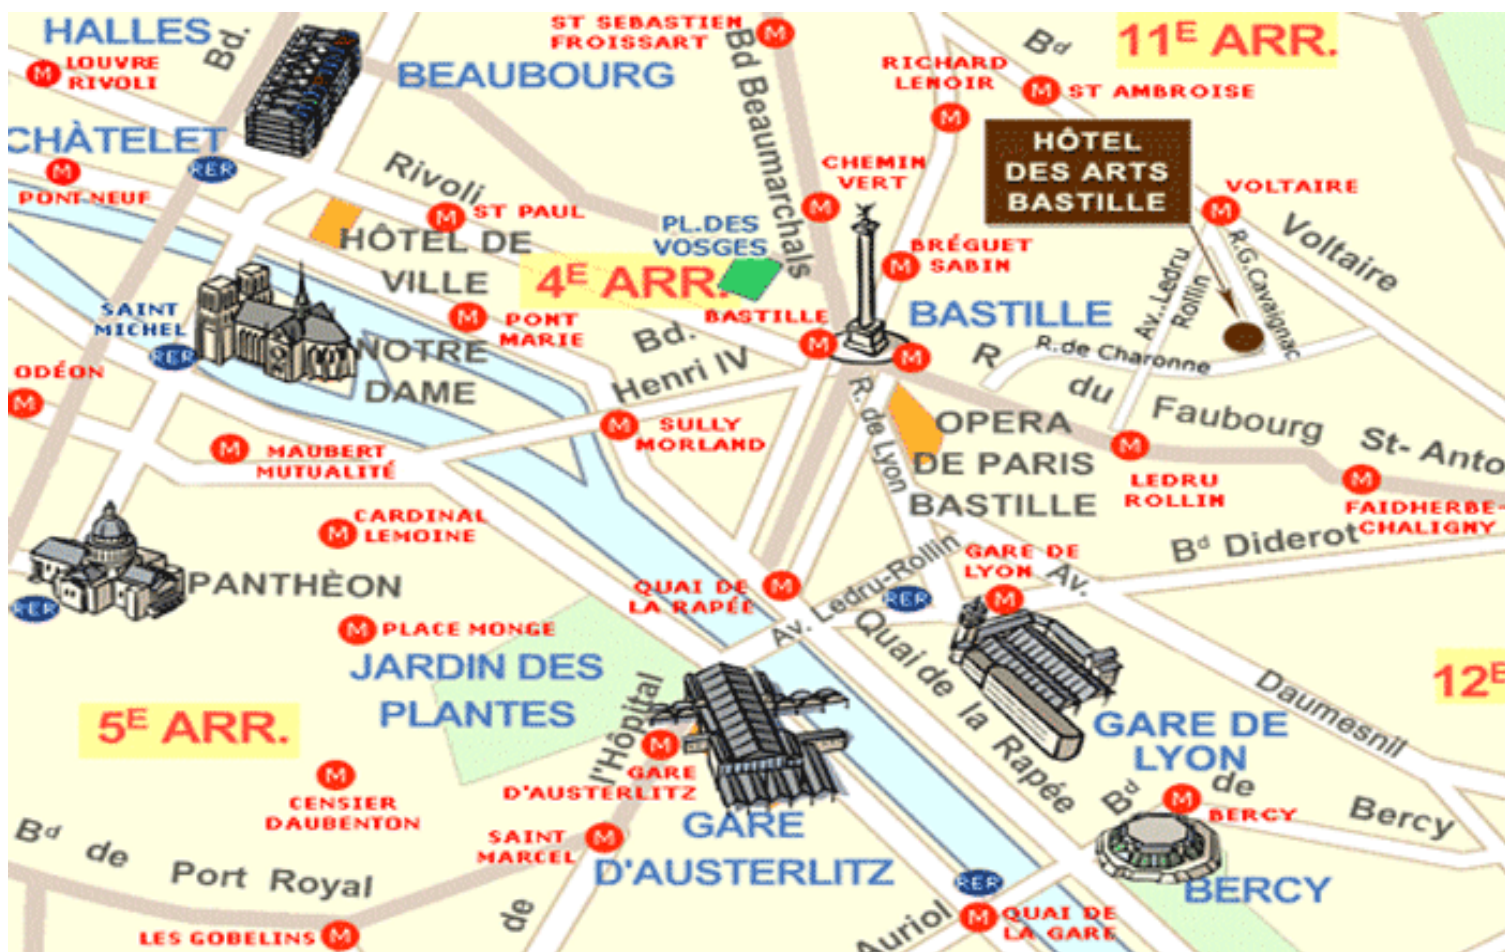 HALLES
Bd.
ST SEBASTIEN
FROISSART
Bd Beaumarchals
11E ARR.
Bd
LOUVRE
RIVOLI
BEAUBOURG
RICHARD
LENOIR
ST AMBROISE
CHÀTELET
RER
PONT NEUF
Rivoli
ST PAUL
CHEMIN
VERT
HÔTEL
DES ARTS
BASTILLE
VOLTAIRE
Voltaire
PL.DES
VOSGES
HÔTEL DE
VILLE
4E ARR.
BRÉGUET
SABIN
Av..Ledru
Rollin
R.G.Cavaignac
SAINT
MICHEL
RER
PONT
MARIE
BASTILLE
BASTILLE
NOTRE
DAME
Bd.
Henri IV
R
du
Faubourg
St- Anto
R.de Charonne
ODÉON
R. de Lyon
OPERA
DE PARIS
BASTILLE
SULLY
MORLAND
MAUBERT
MUTUALITÉ
LEDRU
ROLLIN
FAIDHERBE-
CHALIGNY
CARDINAL
LEMOINE
Bd Diderot
PANTHÈON
RER
QUAI DE
LA RAPÉE
Av. Ledru-Rollin
RER
GARE DE
LYON
Av.
Daumesnil
PLACE MONGE
JARDIN DES
PLANTES
Quai de la Rapée
12E
5E ARR.
l'Hôpital
GARE DE
LYON
GARE
D'AUSTERLITZ
CENSIER
DAUBENTON
Bd
de
Bercy
BERCY
SAINT
MARCEL
GARE
D'AUSTERLITZ
Bd de Port Royal
BERCY
RER
de
Auriol
QUAI DE
LA GARE
LES GOBELINS